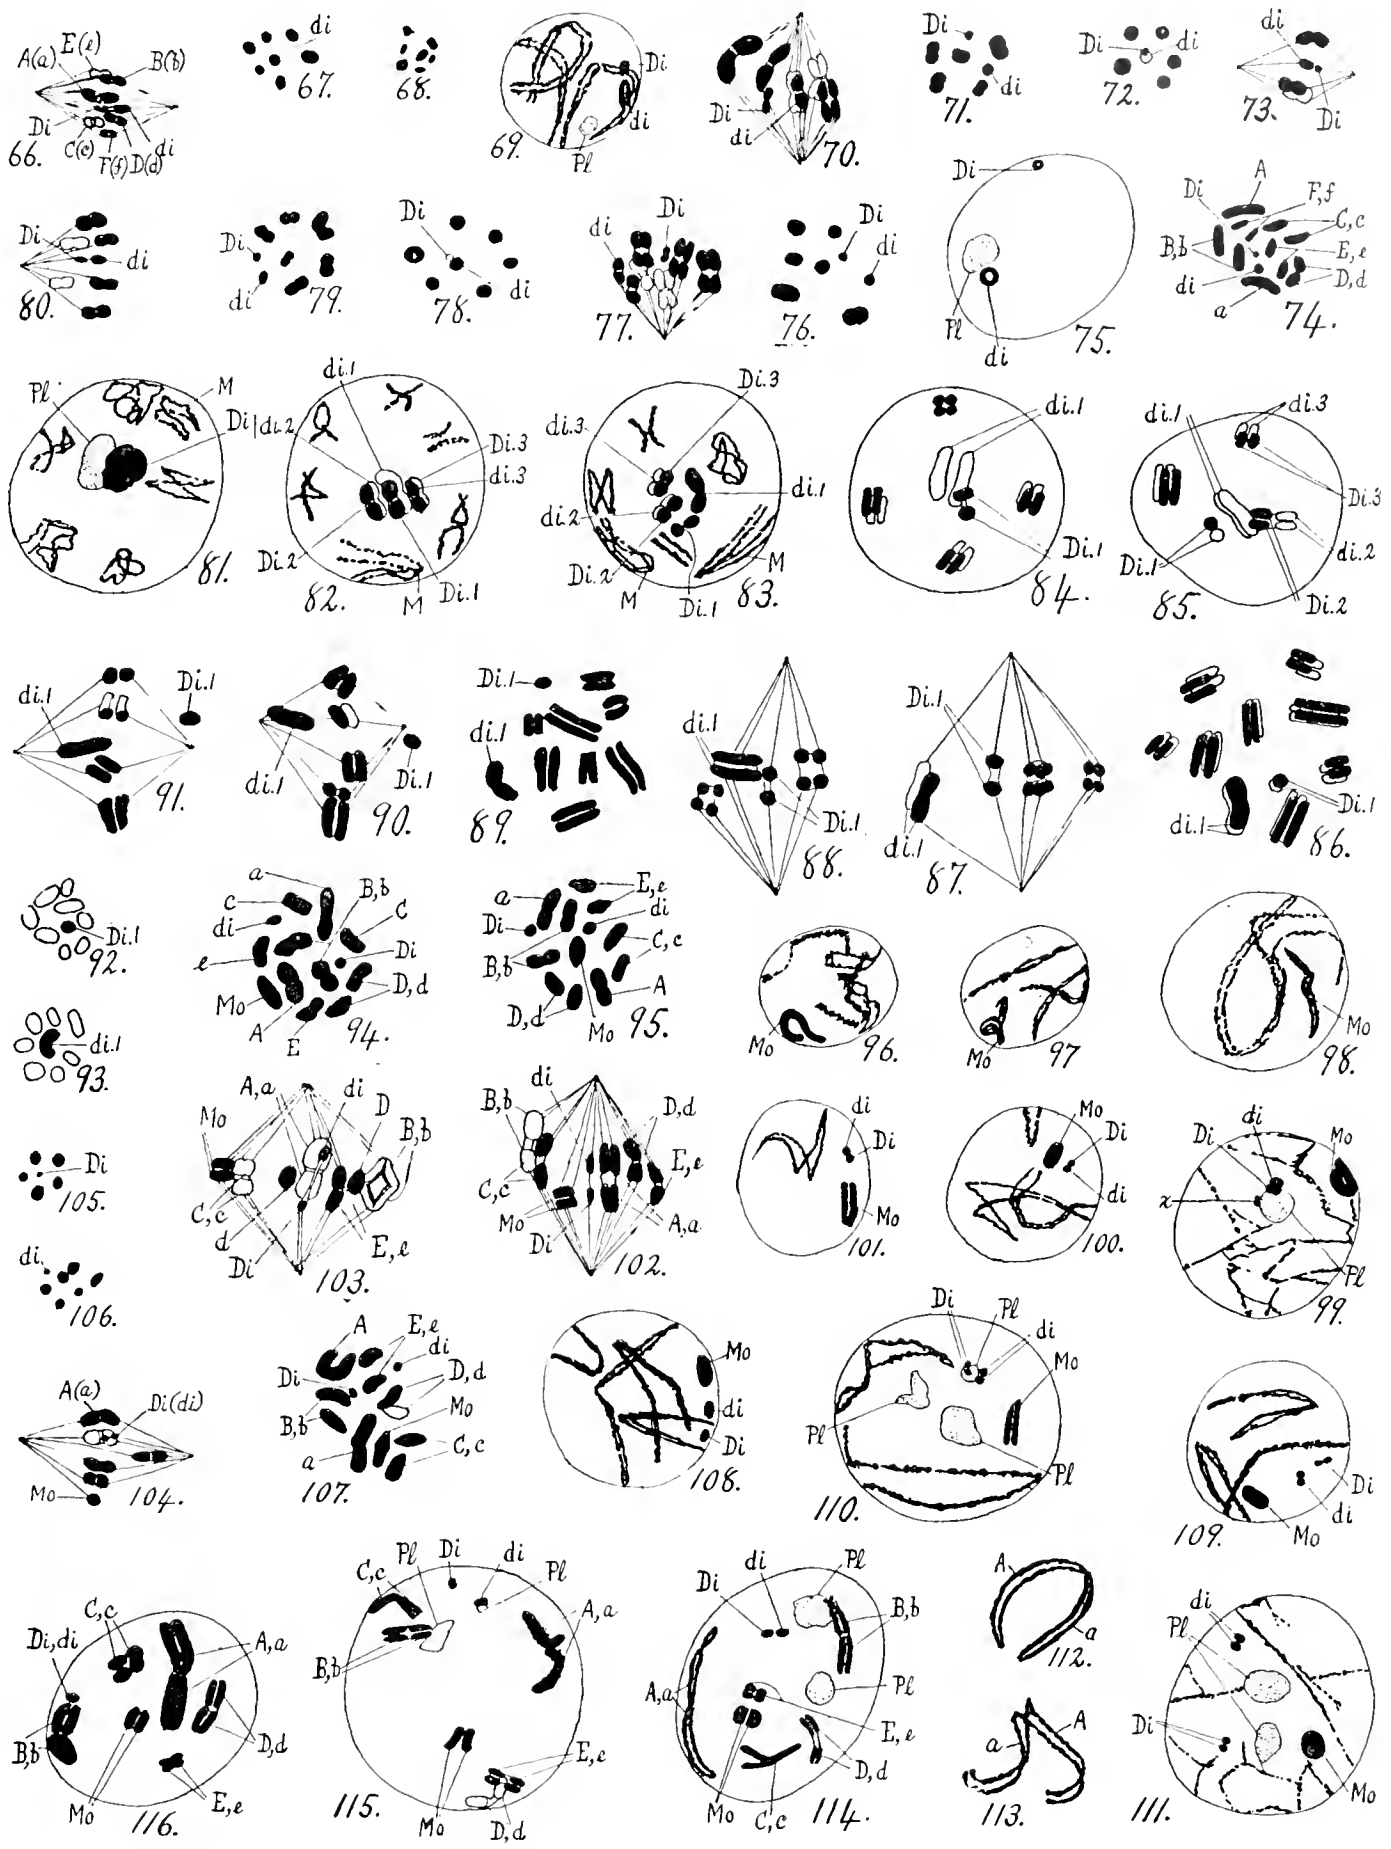 E(e)
A(a)
B(b)
Di
C(c)
F(f)
D(d)
di
66.
di
67.
68.
Di
di
Pl
69.
Di
di
70.
Di
di
71.
Di
di
72.
di
Di
73.
Di
di
80.
Di
di
79.
Di
di
78.
Di
di
77.
Di
di
76.
Di
Pl
di
75.
A
Di
F,f
C,c
B,b
E,e
D,d
di
a
74.
Pl
M
Di
81.
di.1
di.2
Di.3
di.3
Di.2
Di.1
M
82.
Di.3
di.3
di.1
di.2
Di.2
M
M
Di.1
83.
di.1
Di.1
84.
di.1
di.3
Di.3
Di.1
di.2
Di.2
85.
di.1
Di.1
91.
di.1
Di.1
90.
Di.1
di.1
89.
di.1
Di.1
88.
Di.1
di.1
87.
Di.1
di.1
86.
Di.1
92.
a
c
B,b
di
C
Di
e
D,d
Mo
A
E
94.
a
E,e
Di
di
C,c
B,b
A
D,d
Mo
95.
Mo
96.
Mo
97
Mo
98.
di.1
93.
A,a
di
D
Mo
B,b
C,c
d
Di
E,e
103.
di
B,b
D,d
C,c
E,e
Mo
Di
A,a
102.
di
Di
Mo
101.
Mo
Di
di
100.
di
Di
Mo
x
Pl
99.
Di
105.
di
106.
A
E,e
di
Di
D,d
Mo
B,b
C,c
a
107.
Mo
di
Di
108.
Di
Pl
di
Mo
Pl
Pl
110.
Di
di
Mo
109.
A(a)
Di(di)
Mo
104.
C,c
Di,di
A,a
B,b
D,d
Mo
E,e
116.
Pl
Di
di
C,c
Pl
A,a
B,b
E,e
Mo
D,d
115.
di
Pl
Di
B,b
A,a
Pl
E,e
D,d
Mo
C,c
114.
A
a
112.
A
a
113.
di
Pl
Di
Mo
111.